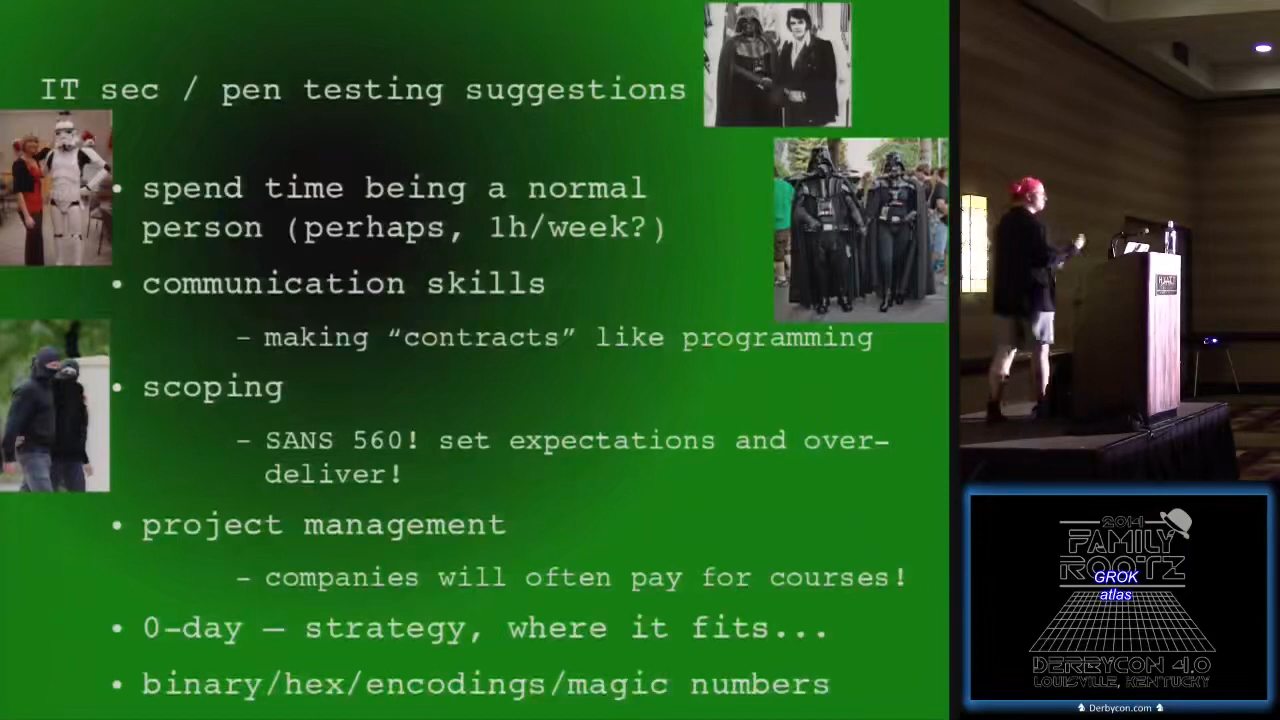 IT sec / pen testing suggestions
• spend time being a normal
person (perhaps, 1h/week?)
• communication skills
– making “contracts” like programming
• scoping
– SANS 560! set expectations and over-
deliver!
• project management
– companies will often pay for courses!
• 0-day – strategy, where it fits...
• binary/hex/encodings/magic numbers
HYATT
2014
FAMILY
ROOTZ
GROK
atlas
DERBYCON 4.0
LOUISVILLE, KENTUCKY
Derbycon.com